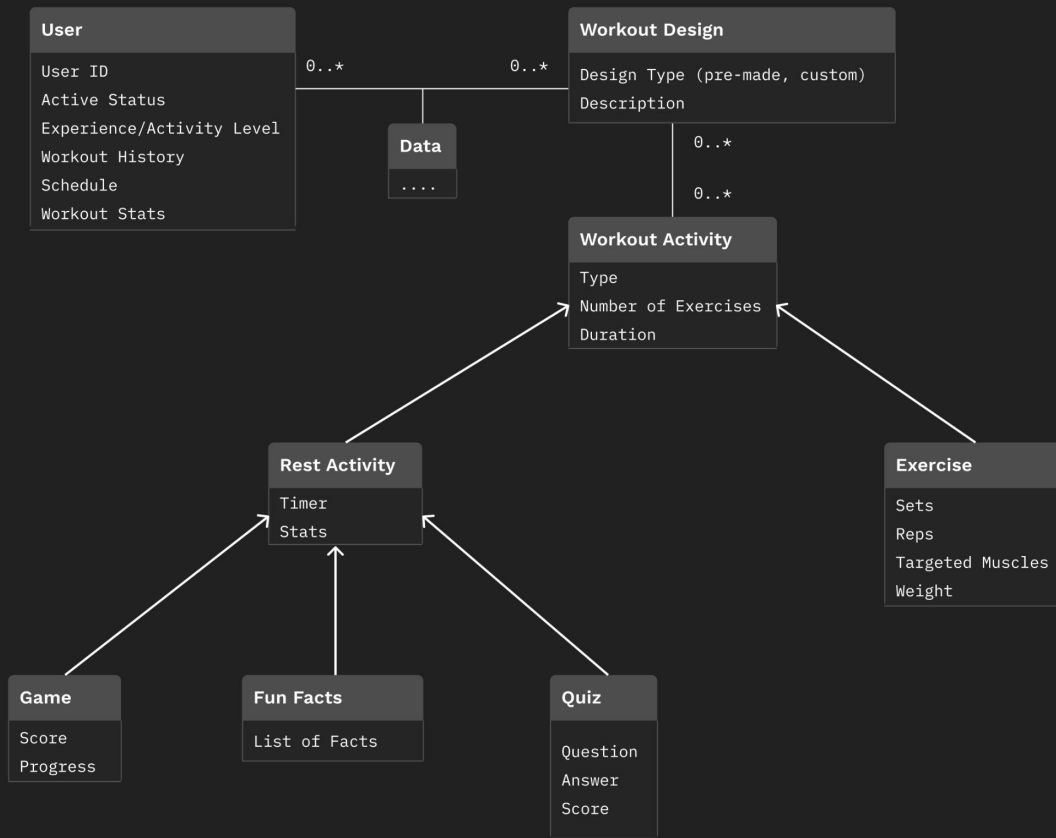 User
User ID
Active Status
Experience/Activity Level
Workout History
Schedule
Workout Stats
0..*
0..*
Data
....
Workout Design
Design Type (pre-made, custom)
Description
0..*
0..*
Workout Activity
Type
Number of Exercises
Duration
Rest Activity
Timer
Stats
Exercise
Sets
Reps
Targeted Muscles
Weight
Game
Score
Progress
Fun Facts
List of Facts
Quiz
Question
Answer
Score